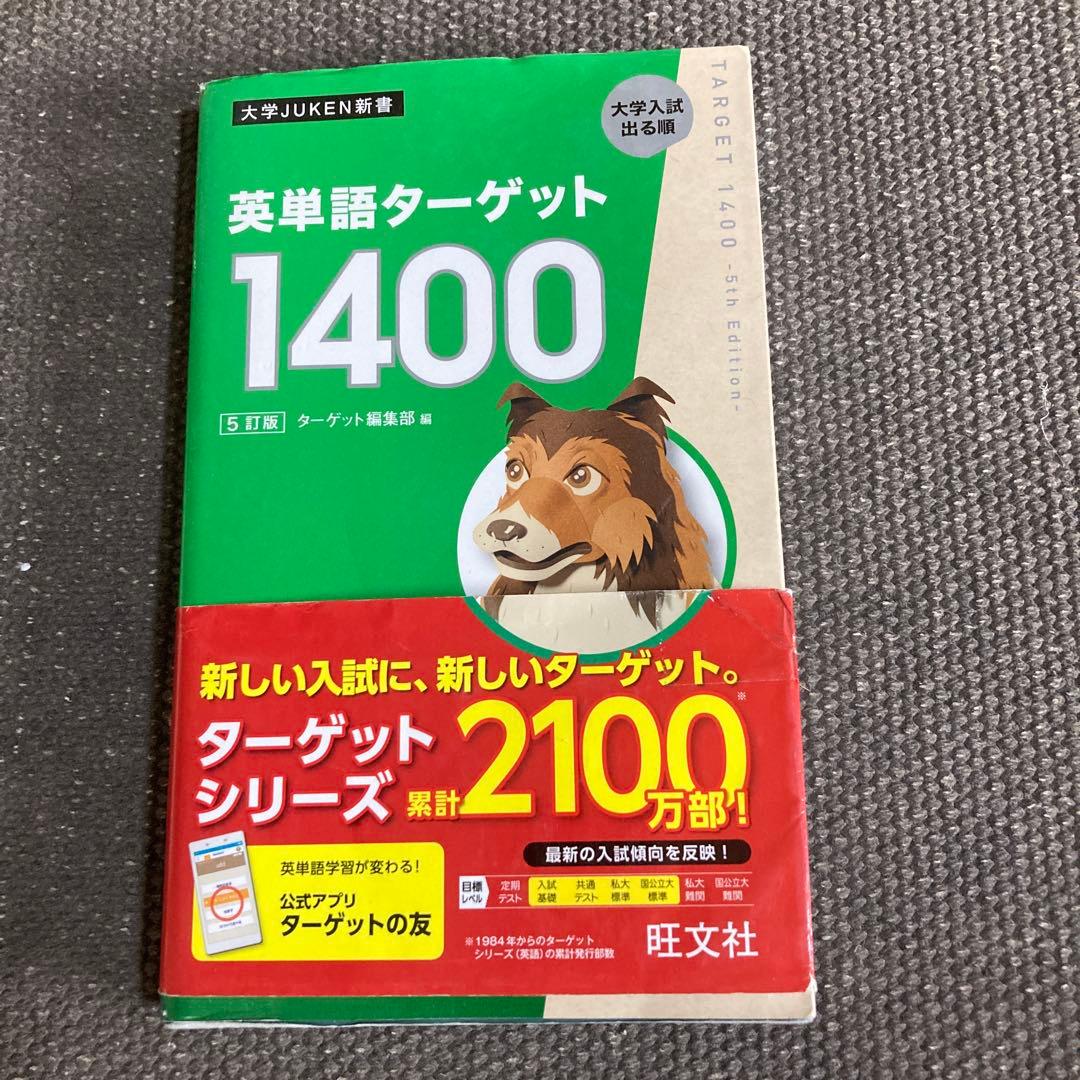 大学JUKEN新書
大学入試
出る順
TARGET 1400 -5th Edition-
英単語ターゲット
1400
5訂版 ターゲット編集部 編
新しい入試に、新しいターゲット。
ターゲット
シリーズ 累計2100万部!
※
最新の入試傾向を反映!
英単語学習が変わる!
公式アプリ
ターゲットの友
目標
レベル
定期
テスト
入試
基礎
共通
テスト
私大
標準
国公立大
標準
私大
難関
国公立大
難関
※1984年からのターゲット
シリーズ(英語)の累計発行部数
旺文社